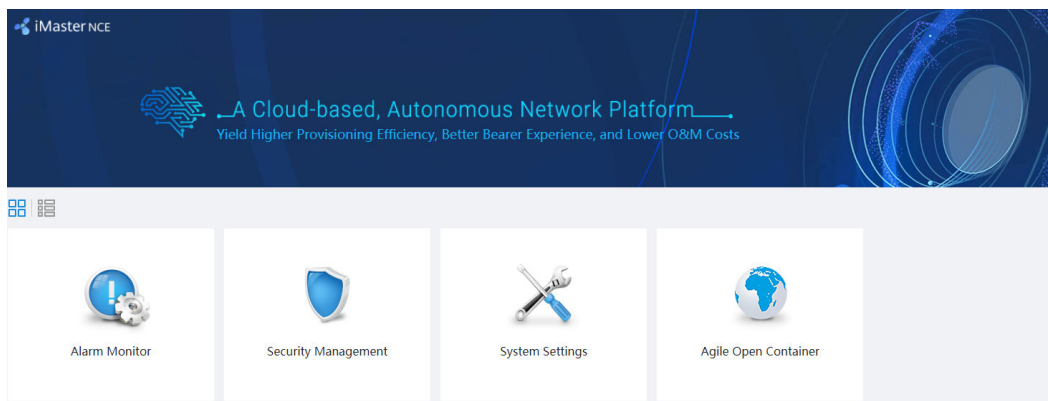 iMaster NCE
A Cloud-based, Autonomous Network Platform
Yield Higher Provisioning Efficiency, Better Bearer Experience, and Lower O&M Costs
Alarm Monitor
Security Management
System Settings
Agile Open Container